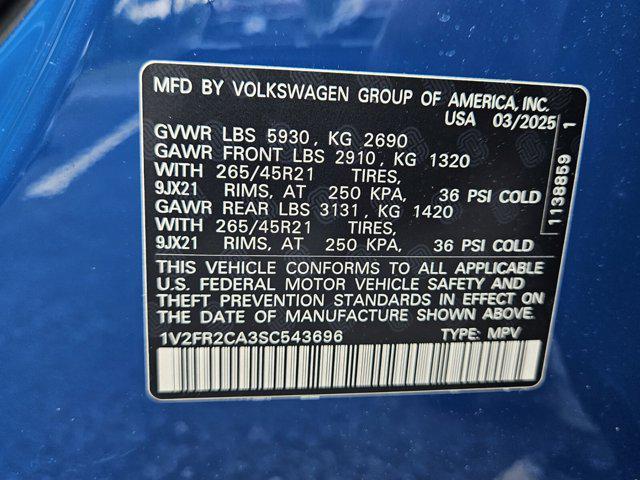 MFD BY VOLKSWAGEN GROUP OF AMERICA, INC.
USA 03/2025
GVWR LBS 5930, KG 2690
GAWR FRONT LBS 2910, KG 1320
WITH 265/45R21 TIRES,
9JX21 RIMS, AT 250 KPA, 36 PSI COLD
GAWR REAR LBS 3131, KG 1420
WITH 265/45R21 TIRES,
9JX21 RIMS, AT 250 KPA, 36 PSI COLD
THIS VEHICLE CONFORMS TO ALL APPLICABLE
U.S. FEDERAL MOTOR VEHICLE SAFETY AND
THEFT PREVENTION STANDARDS IN EFFECT ON
THE DATE OF MANUFACTURE SHOWN ABOVE.
1V2FR2CA3SC543696 TYPE: MPV
1138859 1